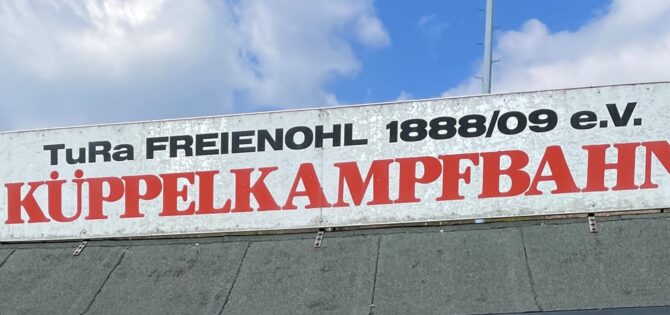 TuRa FREIENOHL 1888/09 e.V.
KÜPPELKAMPFBAHN